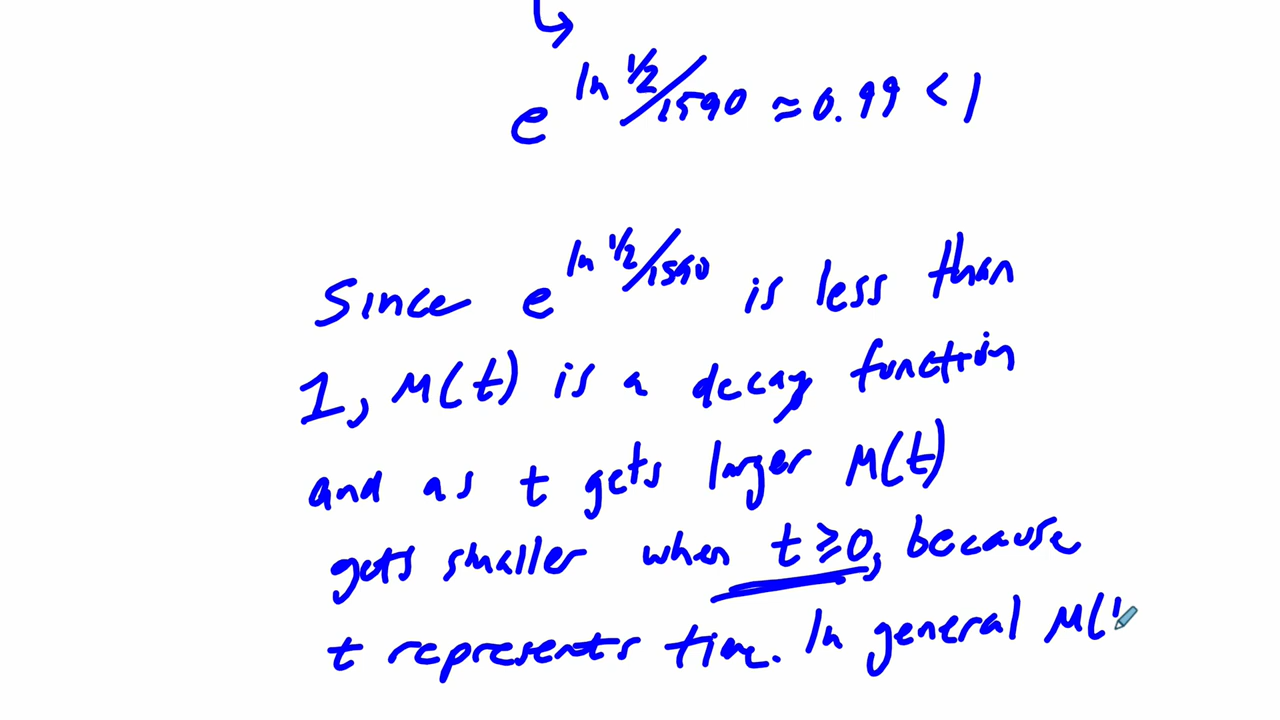 e^{ln 1/2/1590} ≈ 0.99 < 1
Since e^{ln 1/2/1590} is less than
1, M(t) is a decay function
and as t gets larger M(t)
gets smaller when t ≥ 0, because
t represents time. In general M(